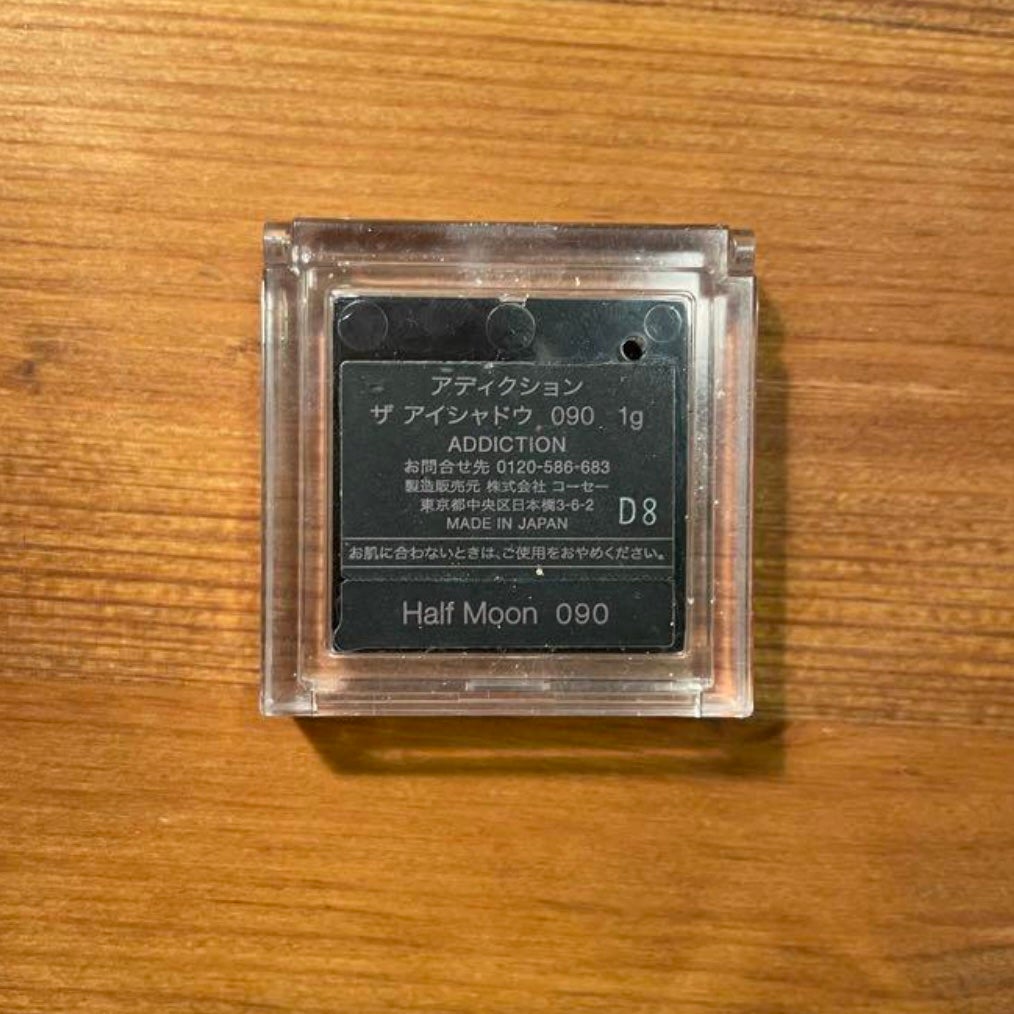 アディクション
ザ アイシャドウ 090 1g
ADDICTION
お問合せ先 0120-586-683
製造販売元 株式会社 コーセー
東京都中央区日本橋3-6-2
MADE IN JAPAN
D8
お肌に合わないときは、ご使用をおやめください。
Half Moon 090